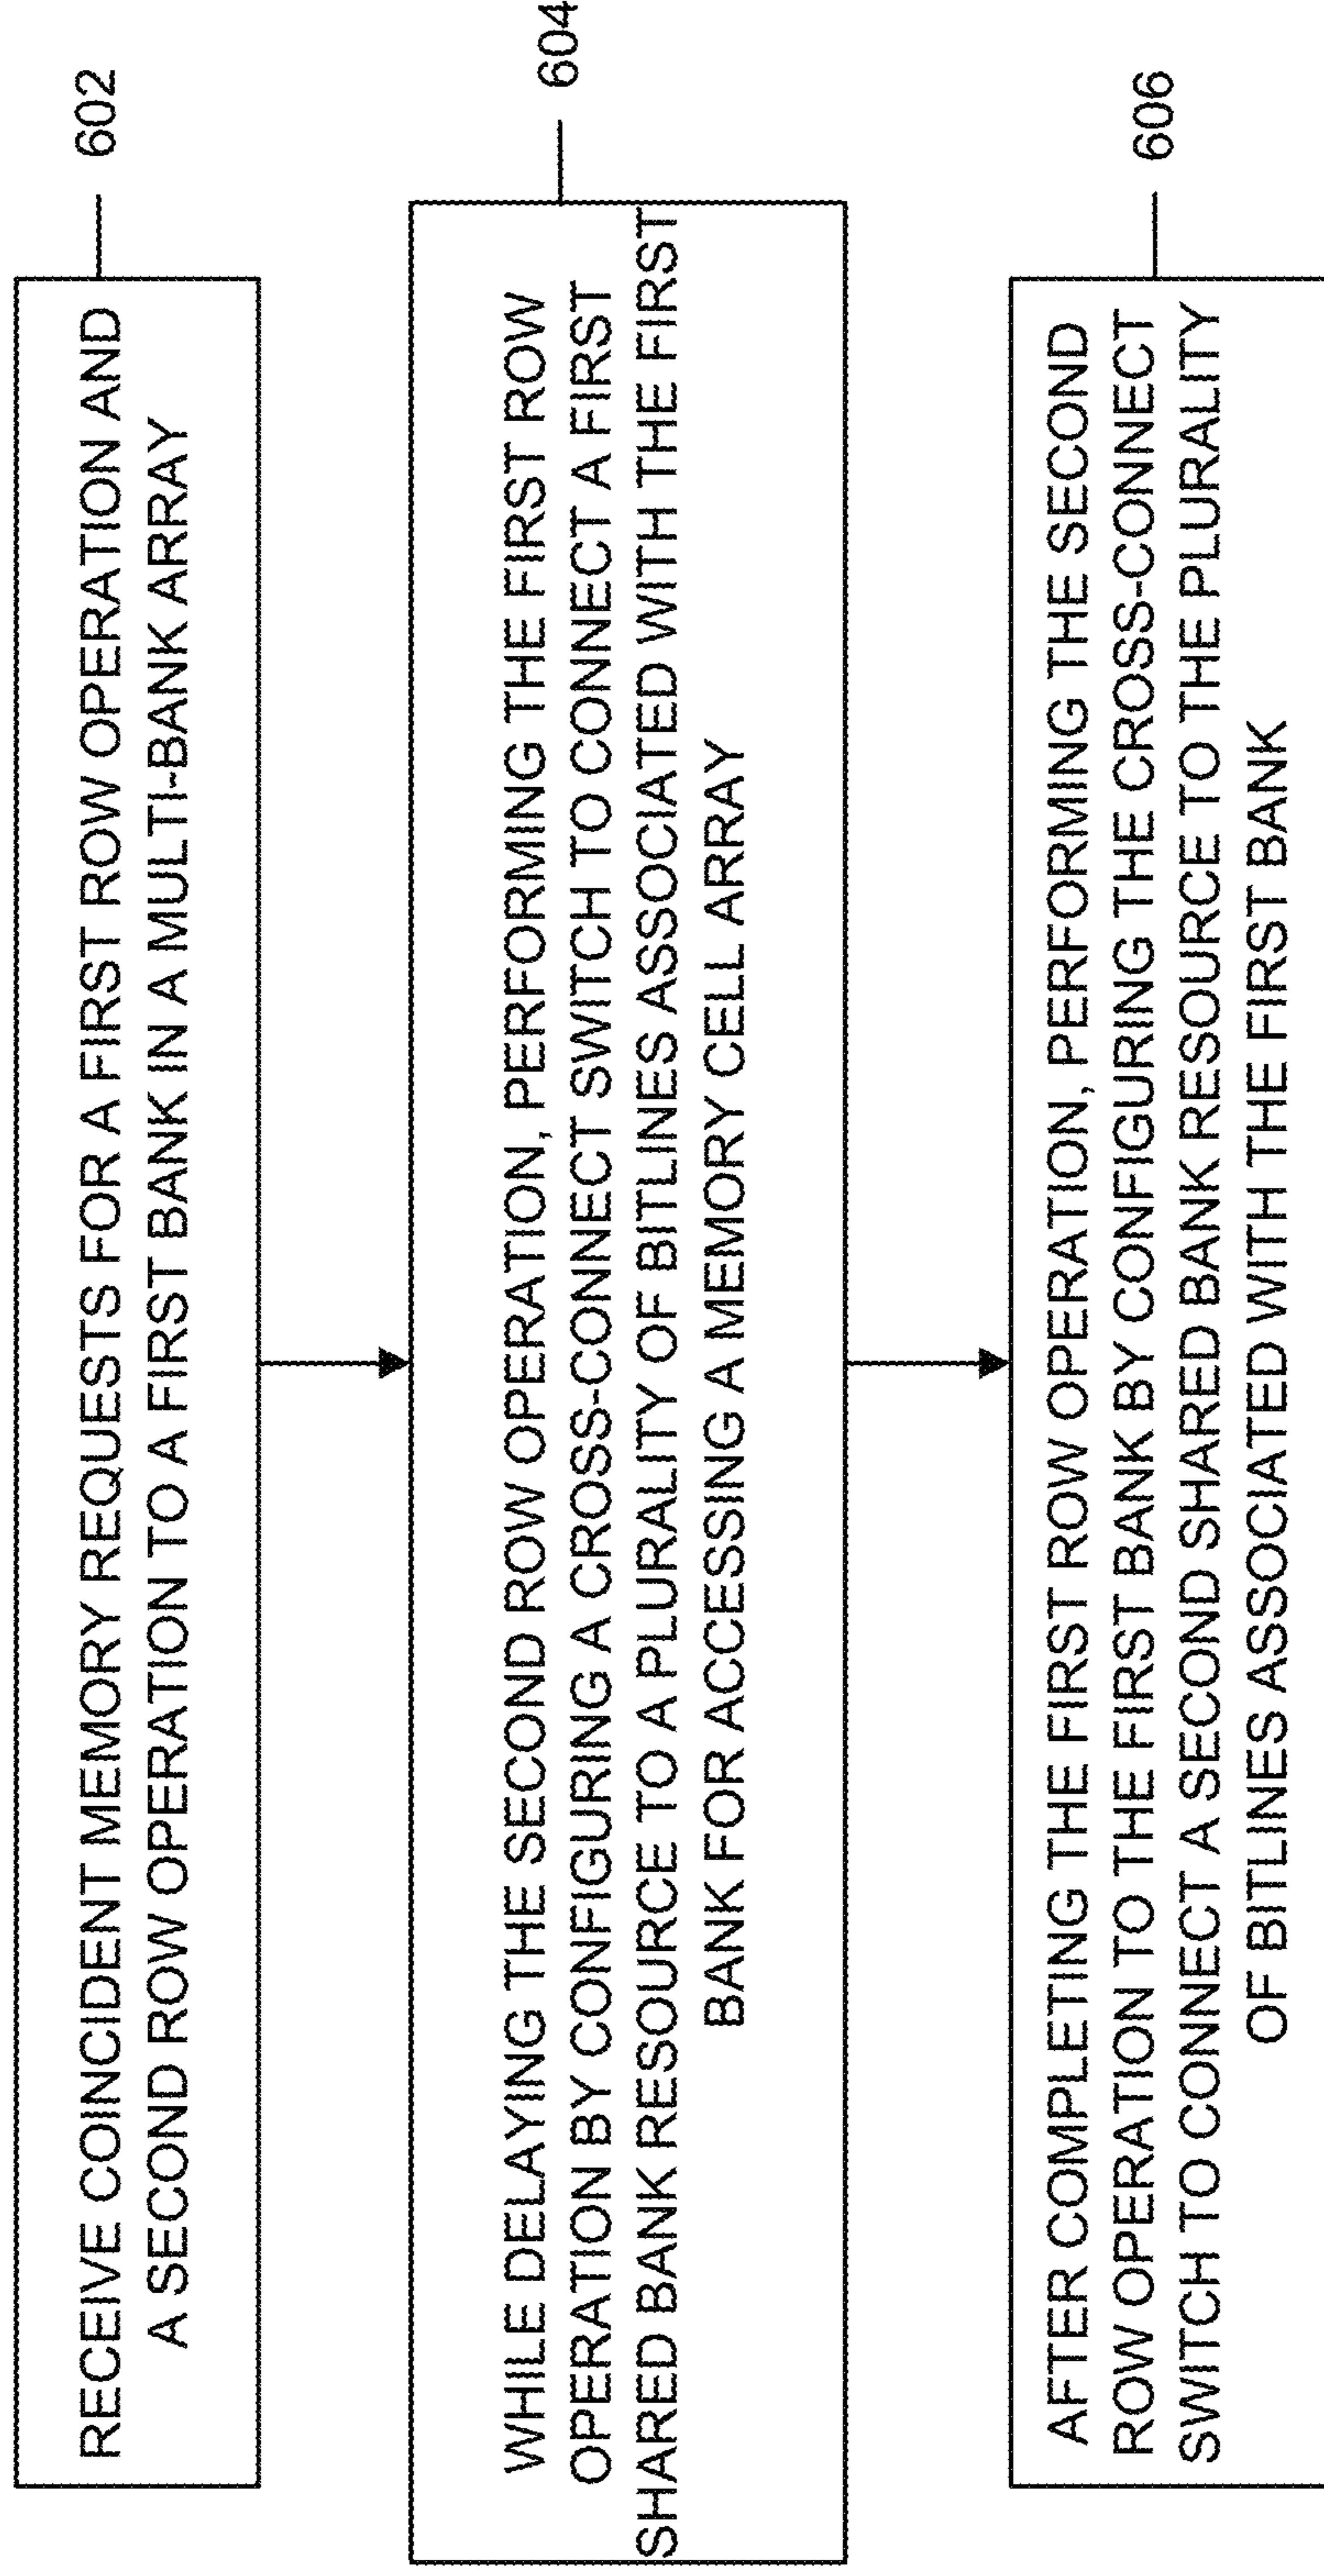 RECEIVE COINCIDENT MEMORY REQUESTS FOR A FIRST ROW OPERATION AND
A SECOND ROW OPERATION TO A FIRST BANK IN A MULTI-BANK ARRAY
602
WHILE DELAYING THE SECOND ROW OPERATION, PERFORMING THE FIRST ROW
OPERATION BY CONFIGURING A CROSS-CONNECT SWITCH TO CONNECT A FIRST
SHARED BANK RESOURCE TO A PLURALITY OF BITLINES ASSOCIATED WITH THE FIRST
BANK FOR ACCESSING A MEMORY CELL ARRAY
604
AFTER COMPLETING THE FIRST ROW OPERATION, PERFORMING THE SECOND
ROW OPERATION TO THE FIRST BANK BY CONFIGURING THE CROSS-CONNECT
SWITCH TO CONNECT A SECOND SHARED BANK RESOURCE TO THE PLURALITY
OF BITLINES ASSOCIATED WITH THE FIRST BANK
606